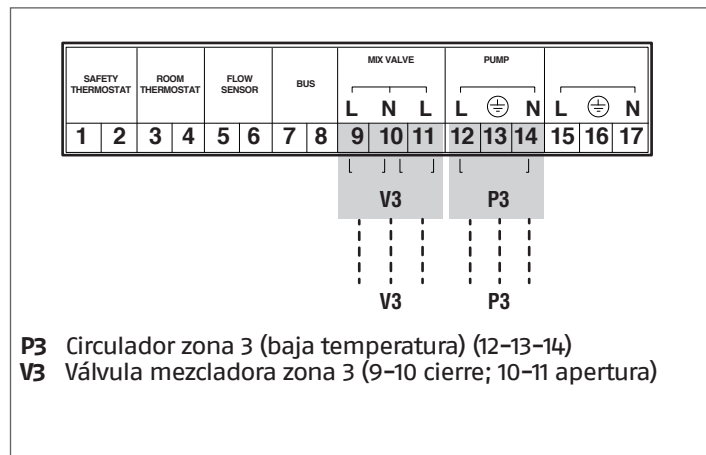 SAFETY THERMOSTAT ROOM THERMOSTAT FLOW SENSOR BUS MIX VALVE PUMP
L N L L N L N
1 2 3 4 5 6 7 8 9 10 11 12 13 14 15 16 17
V3 P3
V3 P3
P3 Circulador zona 3 (baja temperatura) (12–13–14)
V3 Válvula mezcladora zona 3 (9–10 cierre; 10–11 apertura)